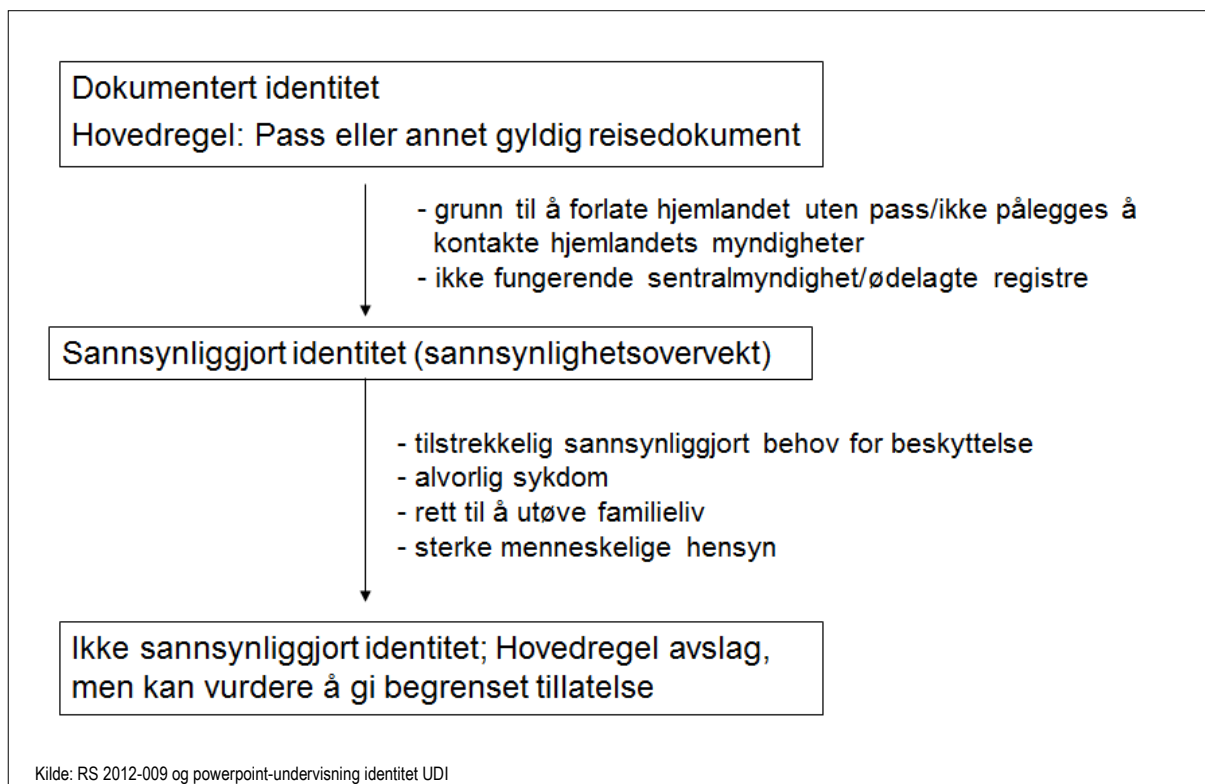 Dokumentert identitet
Hovedregel: Pass eller annet gyldig reisedokument
- grunn til å forlate hjemlandet uten pass/ikke pålegges å
kontakte hjemlandets myndigheter
- ikke fungerende sentralmyndighet/ødelagte registre
Sannsynliggjort identitet (sannsynlighetsovervekt)
- tilstrekkelig sannsynliggjort behov for beskyttelse
- alvorlig sykdom
- rett til å utøve familieliv
- sterke menneskelige hensyn
Ikke sannsynliggjort identitet; Hovedregel avslag,
men kan vurdere å gi begrenset tillatelse
Kilde: RS 2012-009 og powerpoint-undervisning identitet UDI